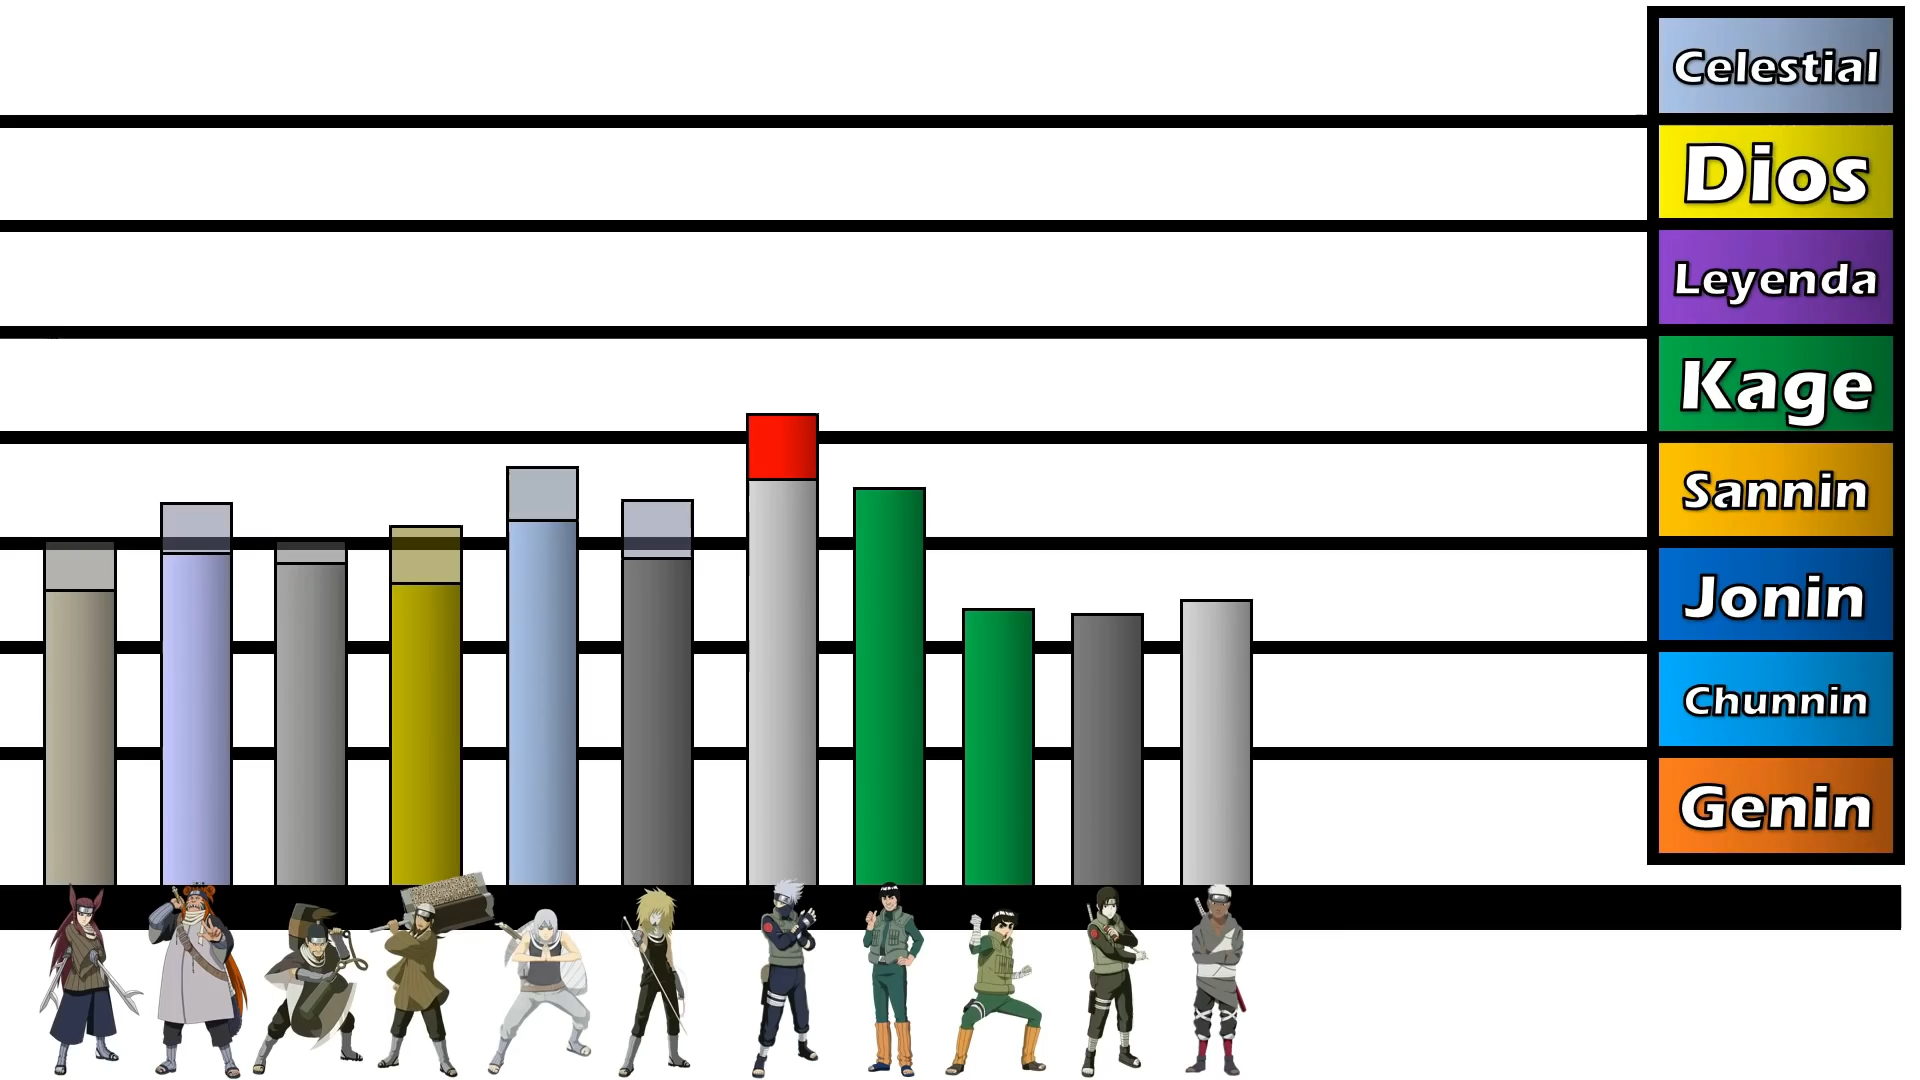 Celestial
Dios
Leyenda
Kage
Sannin
Jonin
Chunnin
Genin